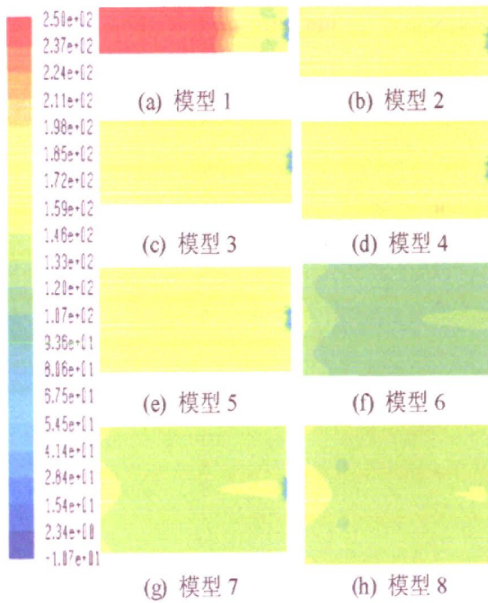 2.50e+02
2.37e+02
2.24e+02
2.11e+02
1.98e+02
1.85e+02
1.72e+02
1.59e+02
1.46e+02
1.33e+02
1.20e+02
1.07e+02
9.36e+01
8.06e+01
6.75e+01
5.45e+01
4.14e+01
2.84e+01
1.54e+01
2.34e+00
-1.07e+01
(a) 模型 1
(b) 模型 2
(c) 模型 3
(d) 模型 4
(e) 模型 5
(f) 模型 6
(g) 模型 7
(h) 模型 8